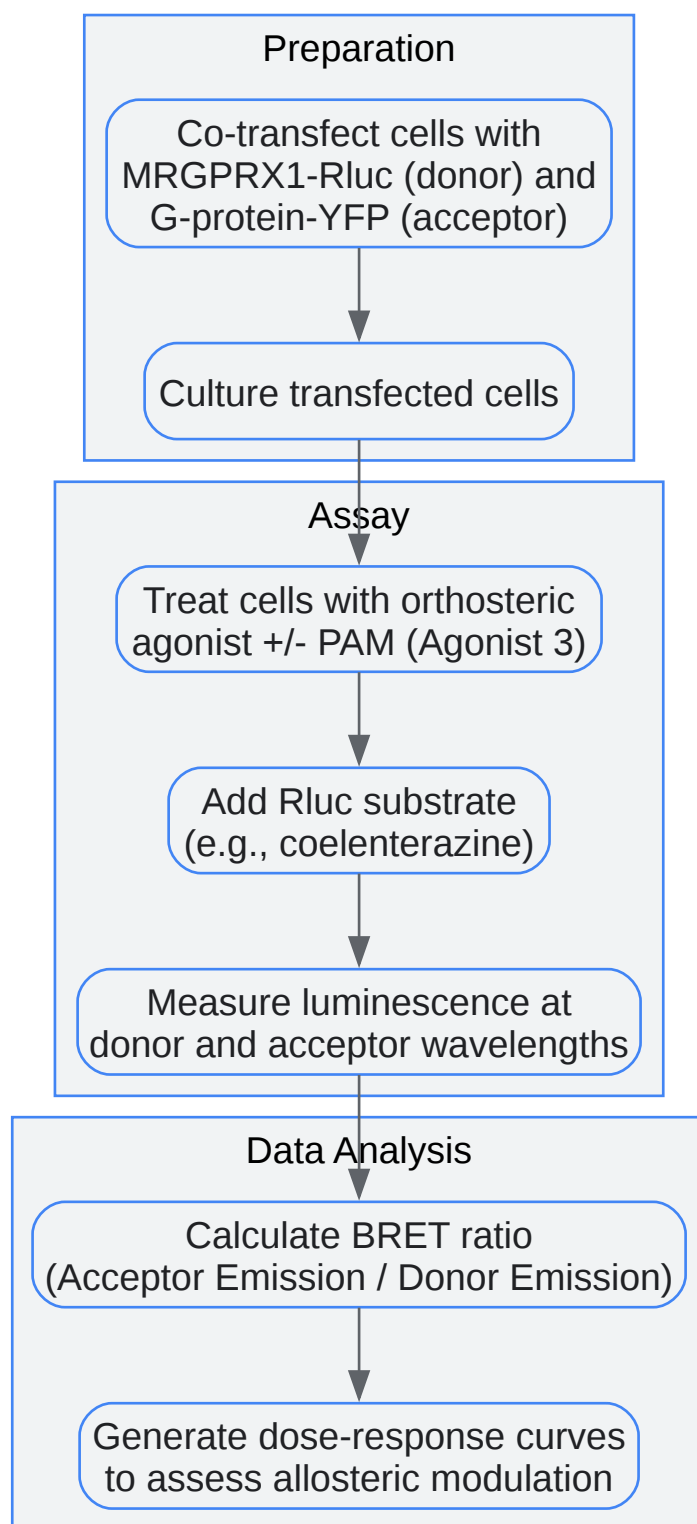 Preparation
Co-transfect cells with
MRGPRX1-Rluc (donor) and
G-protein-YFP (acceptor)
Culture transfected cells
Assay
Treat cells with orthosteric
agonist +/- PAM (Agonist 3)
Add Rluc substrate
(e.g., coelenterazine)
Measure luminescence at
donor and acceptor wavelengths
Data Analysis
Calculate BRET ratio
(Acceptor Emission / Donor Emission)
Generate dose-response curves
to assess allosteric modulation